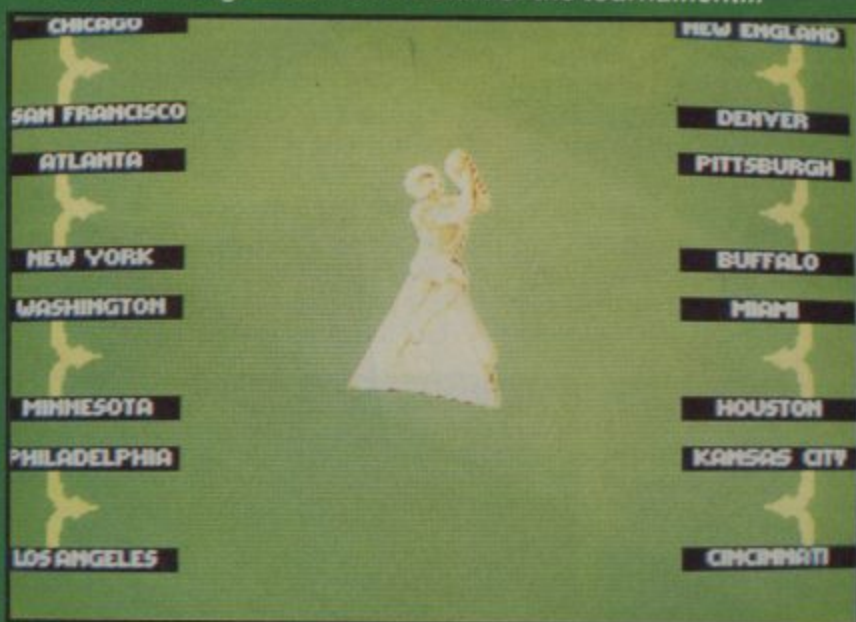 CHICAGO
SAN FRANCISCO
ATLANTA
NEW YORK
WASHINGTON
MINNESOTA
PHILADELPHIA
LOS ANGELES
NEW ENGLAND
DENVER
PITTSBURGH
BUFFALO
MIAMI
HOUSTON
KANSAS CITY
CINCINNATI